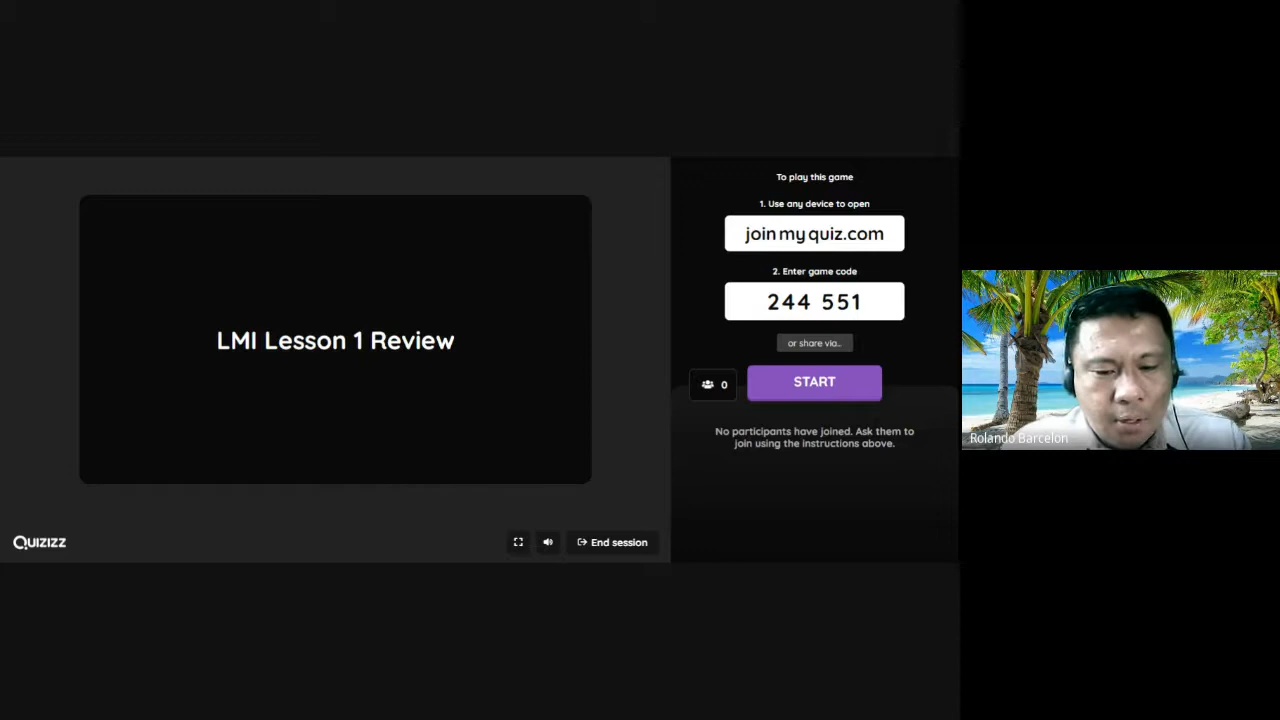 LMI Lesson 1 Review
QUIZIZZ
End session
To play this game
1. Use any device to open
joinmyquiz.com
2. Enter game code
244 551
or share via..
0
START
No participants have joined. Ask them to
join using the instructions above.
Rolando Barcelon